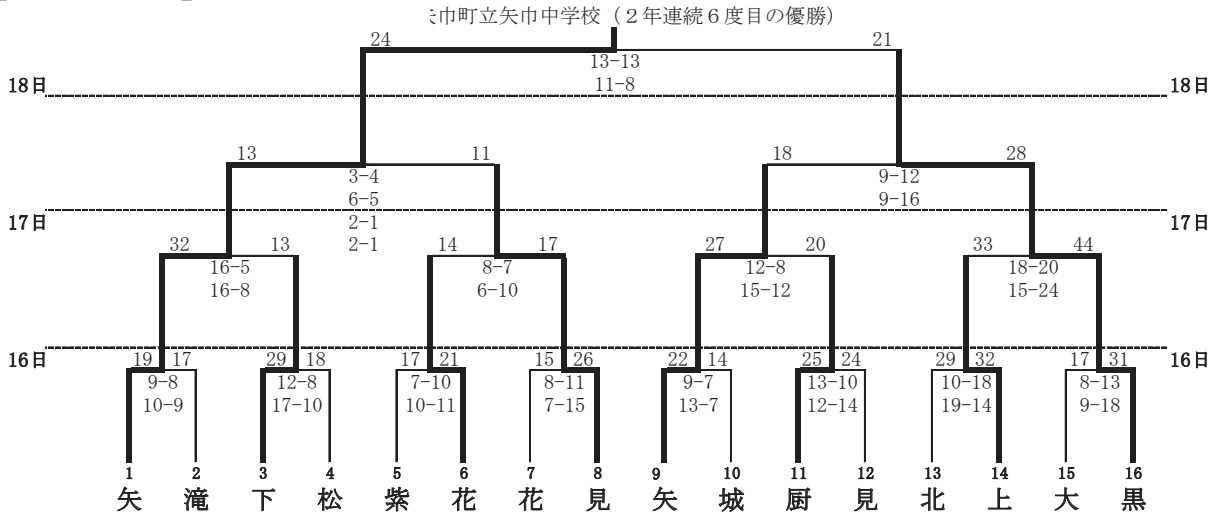 矢巾町立矢巾中学校（２年連続６度目の優勝）
24 21
13-13
11-8
18日 18日
13 11 18 28
3-4 9-12
6-5 9-16
17日 17日
2-1
2-1
32 13 14 17 27 20 33 44
16-5 8-7 12-8 18-20
16-8 6-10 15-12 15-24
16日 16日
19 17 29 18 17 21 15 26 22 14 25 24 29 32 17 31
9-8 12-8 7-10 8-11 9-7 13-10 10-18 8-13
10-9 17-10 10-11 7-15 13-7 12-14 19-14 9-18
1 2 3 4 5 6 7 8 9 10 11 12 13 14 15 16
矢 滝 下 松 紫 花 花 見 矢 城 厨 見 北 上 大 黒